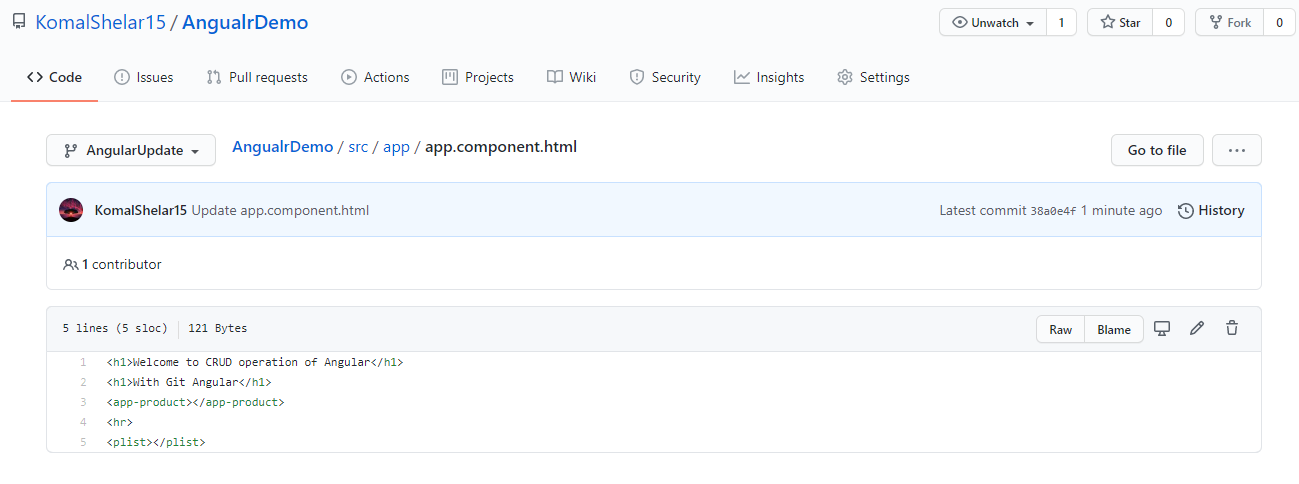 KomalShelar15 / AngualrDemo
Unwatch 1 Star 0 Fork 0
Code Issues Pull requests Actions Projects Wiki Security Insights Settings
AngularUpdate AngualrDemo / src / app / app.component.html Go to file ...
KomalShelar15 Update app.component.html Latest commit 38a0e4f 1 minute ago History
1 contributor
5 lines (5 sloc) 121 Bytes Raw Blame
1 <h1>Welcome to CRUD operation of Angular</h1>
2 <h1>With Git Angular</h1>
3 <app-product></app-product>
4 <hr>
5 <plist></plist>